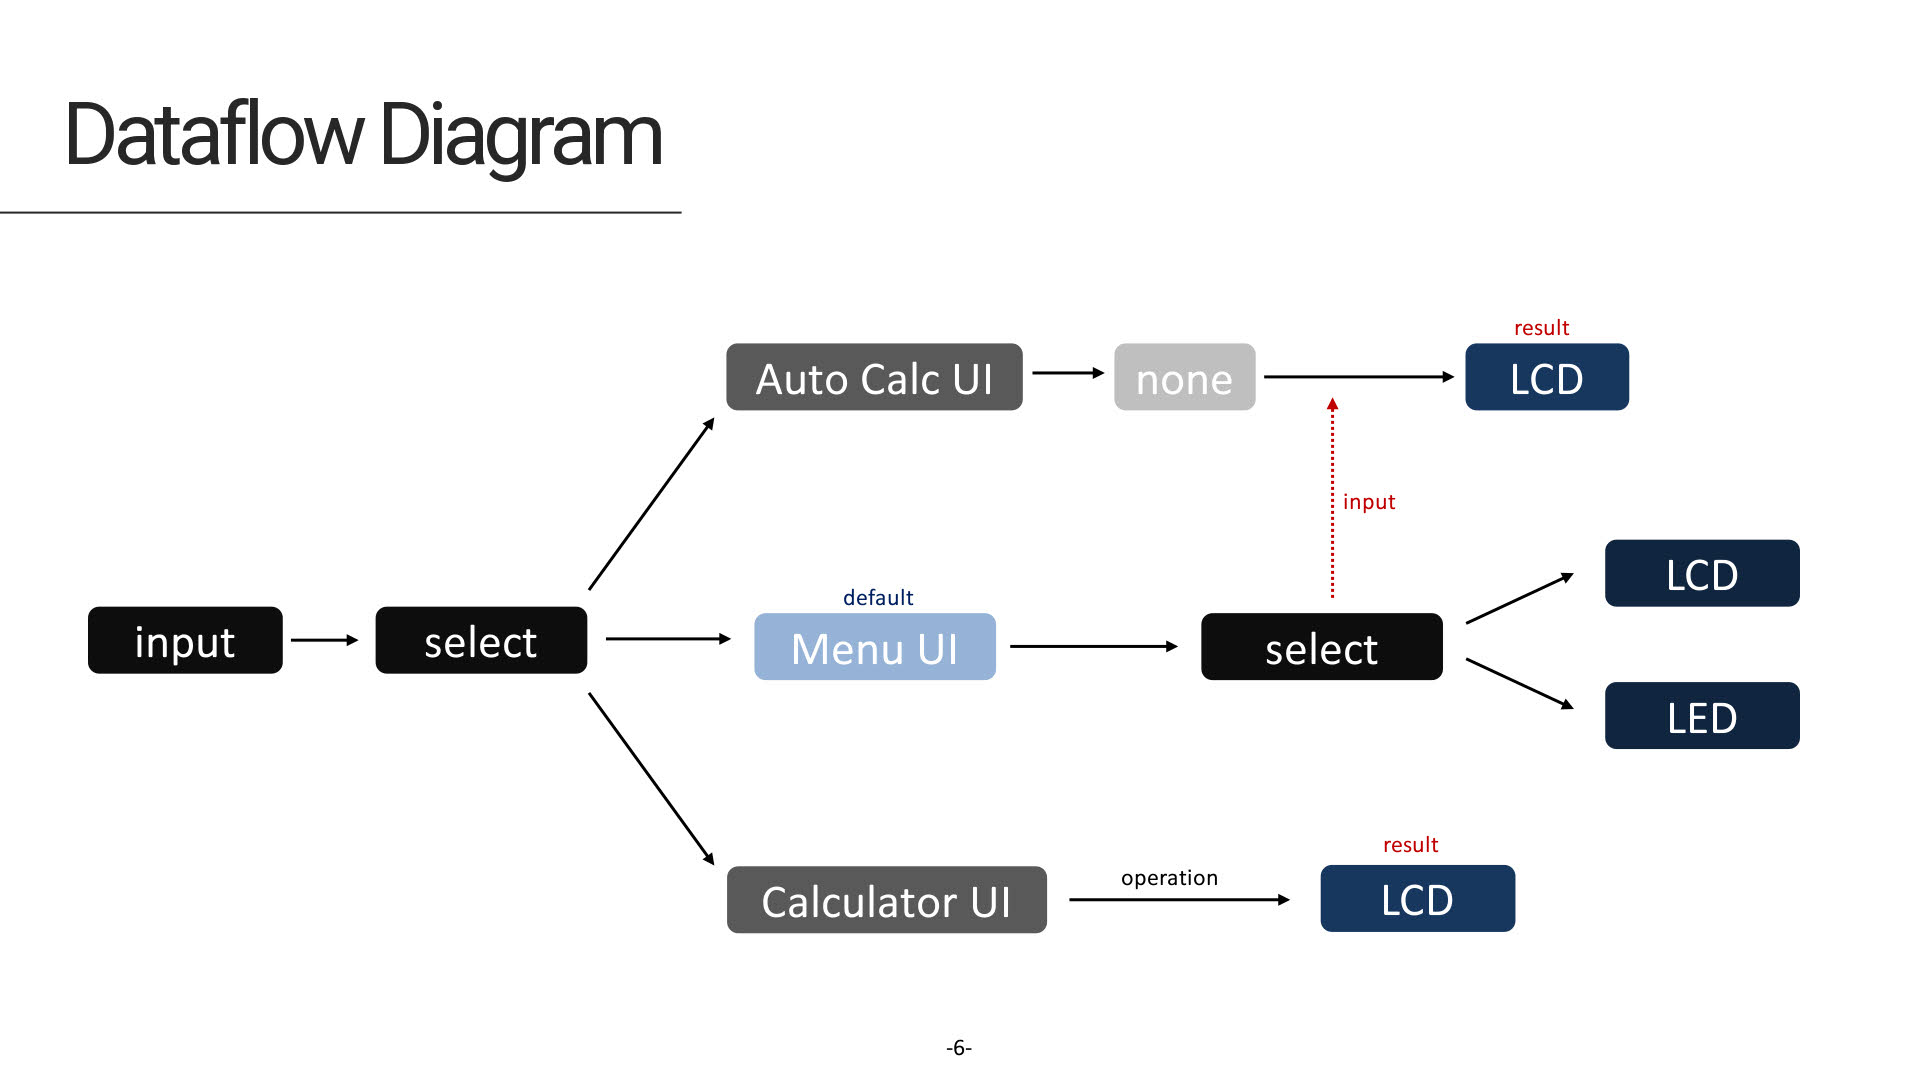 Dataflow Diagram
result
Auto Calc UI
none
LCD
input
LCD
default
input
select
Menu UI
select
LED
result
operation
Calculator UI
LCD
-6-